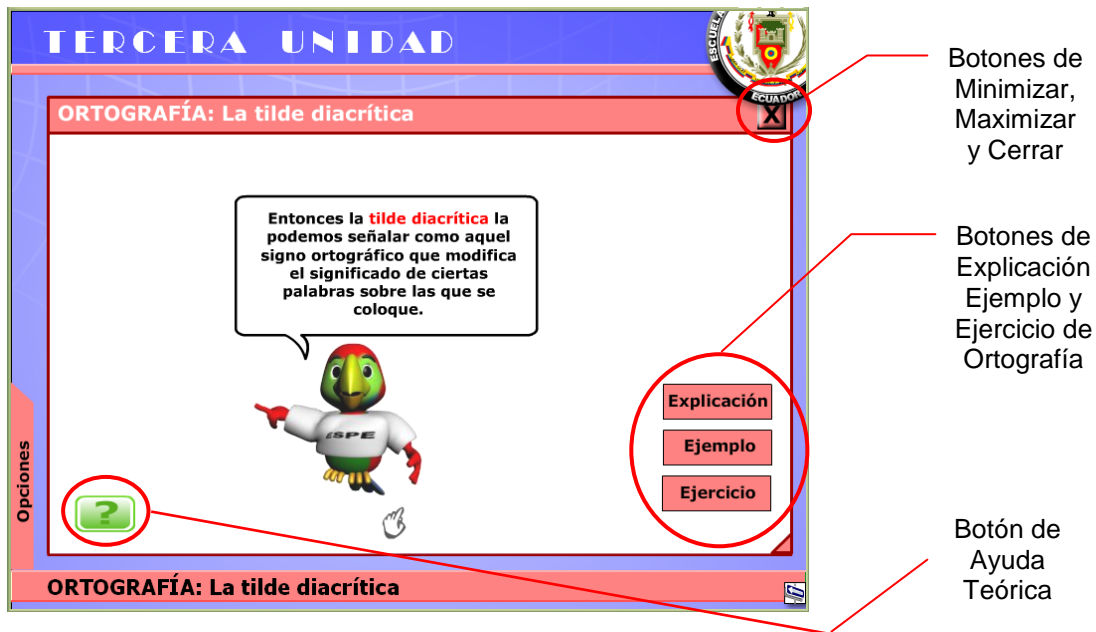 TERCERA UNIDAD
ESCUELA
ECUADOR
ORTOGRAFÍA: La tilde diacrítica
X
Entonces la tilde diacrítica la
podemos señalar como aquel
signo ortográfico que modifica
el significado de ciertas
palabras sobre las que se
coloque.
ESPE
Explicación
Ejemplo
Ejercicio
Opciones
?
ORTOGRAFÍA: La tilde diacrítica
Botones de
Minimizar,
Maximizar
y Cerrar
Botones de
Explicación
Ejemplo y
Ejercicio de
Ortografía
Botón de
Ayuda
Teórica